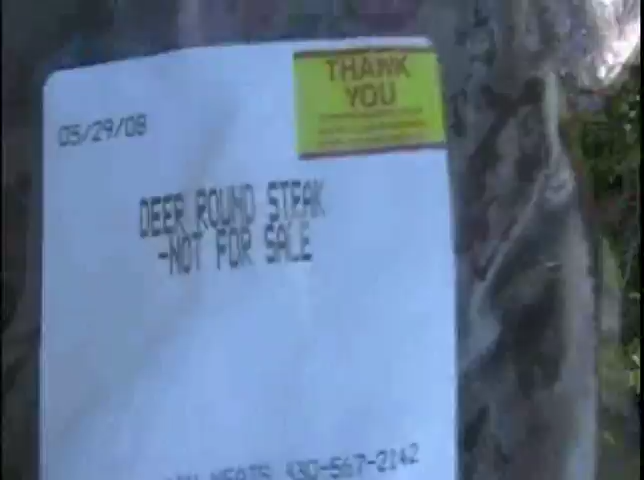 THANK
YOU
05/29/08
DEER ROUND STEAK
-NOT FOR SALE
MEATS 330-567-2142